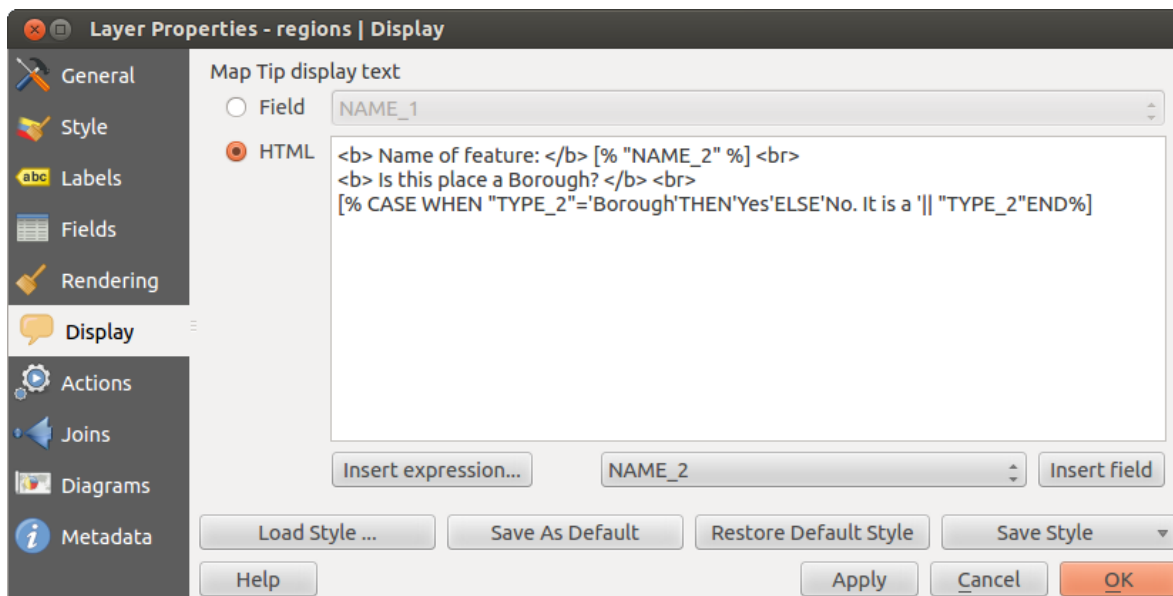 Layer Properties - regions | Display
General
Style
abc Labels
Fields
Rendering
Display
Actions
Joins
Diagrams
i Metadata
Map Tip display text
Field NAME_1
HTML
<b> Name of feature: </b> [% "NAME_2" %] <br>
<b> Is this place a Borough? </b> <br>
[% CASE WHEN "TYPE_2"='Borough'THEN'Yes'ELSE'No. It is a '|| "TYPE_2"END%]
Insert expression... NAME_2 Insert field
Load Style ... Save As Default Restore Default Style Save Style
Help Apply Cancel OK